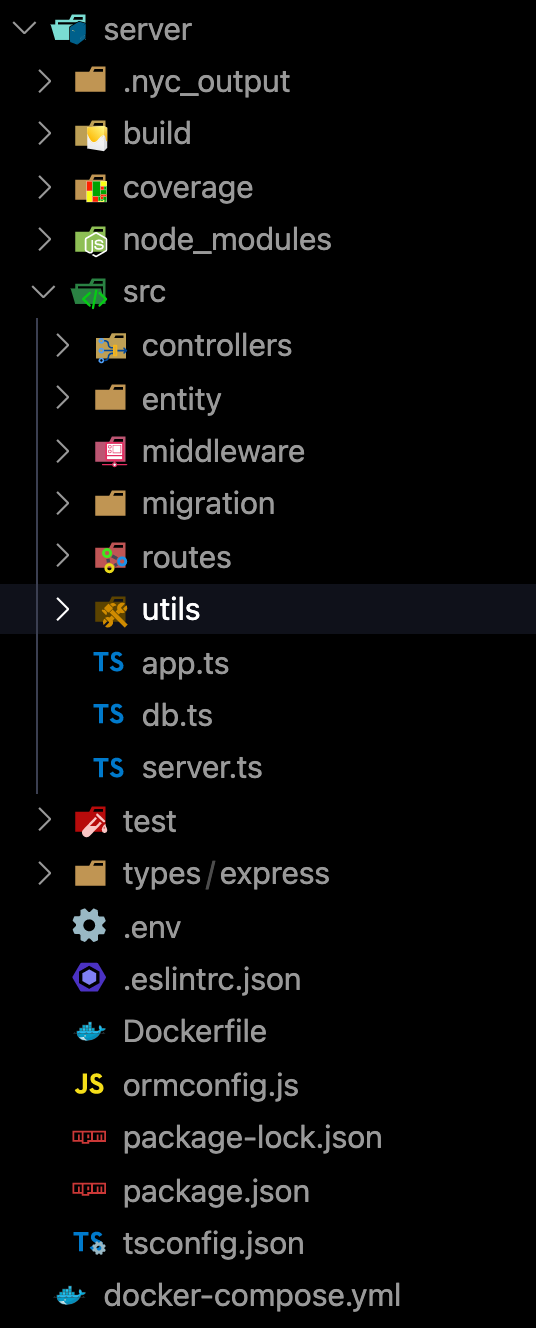 server
.nyc_output
build
coverage
node_modules
src
controllers
entity
middleware
migration
routes
utils
TS app.ts
TS db.ts
TS server.ts
test
types/express
.env
.eslintrc.json
Dockerfile
JS ormconfig.js
package-lock.json
package.json
TS tsconfig.json
docker-compose.yml